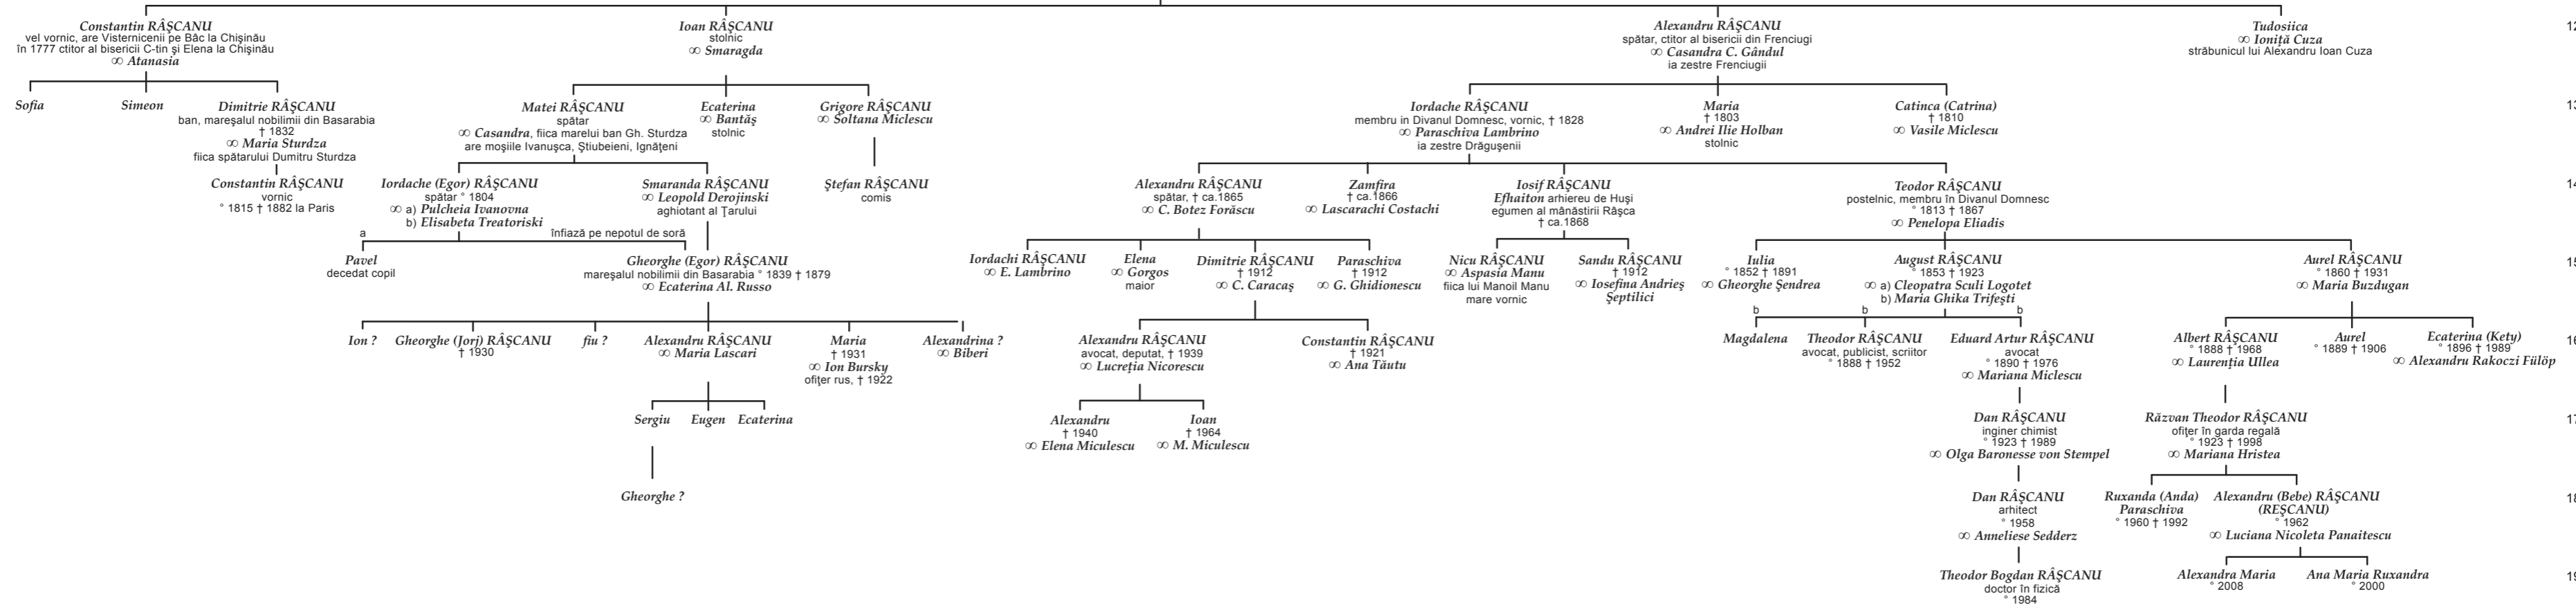 Constantin RÂŞCANU
vel vornic, are Visternicenii pe Bâc la Chişinău
în 1777 ctitor al bisericii C-tin şi Elena la Chişinău
∞ Atanasia
Ioan RÂŞCANU
stolnic
∞ Smaragda
Alexandru RÂŞCANU
spătar, ctitor al bisericii din Frenciugi
∞ Casandra C. Gândul
ia zestre Frenciugii
Tudosiica
∞ Ioniţă Cuza
străbunicul lui Alexandru Ioan Cuza
Sofia
Simeon
Dimitrie RÂŞCANU
ban, mareşalul nobilimii din Basarabia
† 1832
∞ Maria Sturdza
fiica spătarului Dumitru Sturdza
Matei RÂŞCANU
spătar
∞ Casandra, fiica marelui ban Gh. Sturdza
are moşiile Ivanuşca, Ştiubeieni, Ignăţeni
Ecaterina
∞ Bantăş
stolnic
Grigore RÂŞCANU
∞ Soltana Miclescu
Iordache RÂŞCANU
membru in Divanul Domnesc, vornic, † 1828
∞ Paraschiva Lambrino
ia zestre Drăguşenii
Maria
† 1803
∞ Andrei Ilie Holban
stolnic
Catinca (Catrina)
† 1810
∞ Vasile Miclescu
13
Constantin RÂŞCANU
vornic
° 1815 † 1882 la Paris
Iordache (Egor) RÂŞCANU
spătar ° 1804
∞ a) Pulcheia Ivanovna
b) Elisabeta Treatoriski
Smaranda RÂŞCANU
∞ Leopold Derojinski
aghiotant al Ţarului
Ştefan RÂŞCANU
comis
Alexandru RÂŞCANU
spătar, † ca.1865
∞ C. Botez Forăscu
Zamfira
† ca.1866
∞ Lascarachi Costachi
Iosif RÂŞCANU
Efhaiton arhiereu de Huşi
egumen al mânăstirii Râşca
† ca.1868
Teodor RÂŞCANU
postelnic, membru în Divanul Domnesc
° 1813 † 1867
∞ Penelopa Eliadis
14
a
înfiază pe nepotul de soră
Pavel
decedat copil
Gheorghe (Egor) RÂŞCANU
mareşalul nobilimii din Basarabia ° 1839 † 1879
∞ Ecaterina Al. Russo
Iordachi RÂŞCANU
∞ E. Lambrino
Elena
∞ Gorgos
maior
Dimitrie RÂŞCANU
† 1912
∞ C. Caracaş
Paraschiva
† 1912
∞ G. Ghidionescu
Nicu RÂŞCANU
∞ Aspasia Manu
fiica lui Manoil Manu
mare vornic
Sandu RÂŞCANU
† 1912
∞ Iosefina Andrieş
Şeptilici
Iulia
° 1852 † 1891
∞ Gheorghe Şendrea
August RÂŞCANU
° 1853 † 1923
∞ a) Cleopatra Sculi Logotet
b) Maria Ghika Trifeşti
Aurel RÂŞCANU
° 1860 † 1931
∞ Maria Buzdugan
15
b
b
b
Ion ?
Gheorghe (Jorj) RÂŞCANU
† 1930
fiu ?
Alexandru RÂŞCANU
∞ Maria Lascari
Maria
† 1931
∞ Ion Bursky
ofiţer rus, † 1922
Alexandrina ?
∞ Biberi
Alexandru RÂŞCANU
avocat, deputat, † 1939
∞ Lucreţia Nicorescu
Constantin RÂŞCANU
† 1921
∞ Ana Tăutu
Magdalena
Theodor RÂŞCANU
avocat, publicist, scriitor
° 1888 † 1952
Eduard Artur RÂŞCANU
avocat
° 1890 † 1976
∞ Mariana Miclescu
Albert RÂŞCANU
° 1888 † 1968
∞ Laurenţia Ullea
Aurel
° 1889 † 1906
Ecaterina (Kety)
° 1896 † 1989
∞ Alexandru Rakoczi Fülöp
16
Sergiu
Eugen
Ecaterina
Alexandru
† 1940
∞ Elena Miculescu
Ioan
† 1964
∞ M. Miculescu
Dan RÂŞCANU
inginer chimist
° 1923 † 1989
∞ Olga Baronesse von Stempel
Răzvan Theodor RÂŞCANU
ofiţer în garda regală
° 1923 † 1998
∞ Mariana Hristea
17
Gheorghe ?
Dan RÂŞCANU
arhitect
° 1958
∞ Anneliese Sedderz
Ruxanda (Anda)
Paraschiva
° 1960 † 1992
Alexandru (Bebe) RÂŞCANU
(REŞCANU)
° 1962
∞ Luciana Nicoleta Panaitescu
18
Theodor Bogdan RÂŞCANU
doctor în fizică
° 1984
Alexandra Maria
° 2008
Ana Maria Ruxandra
° 2000